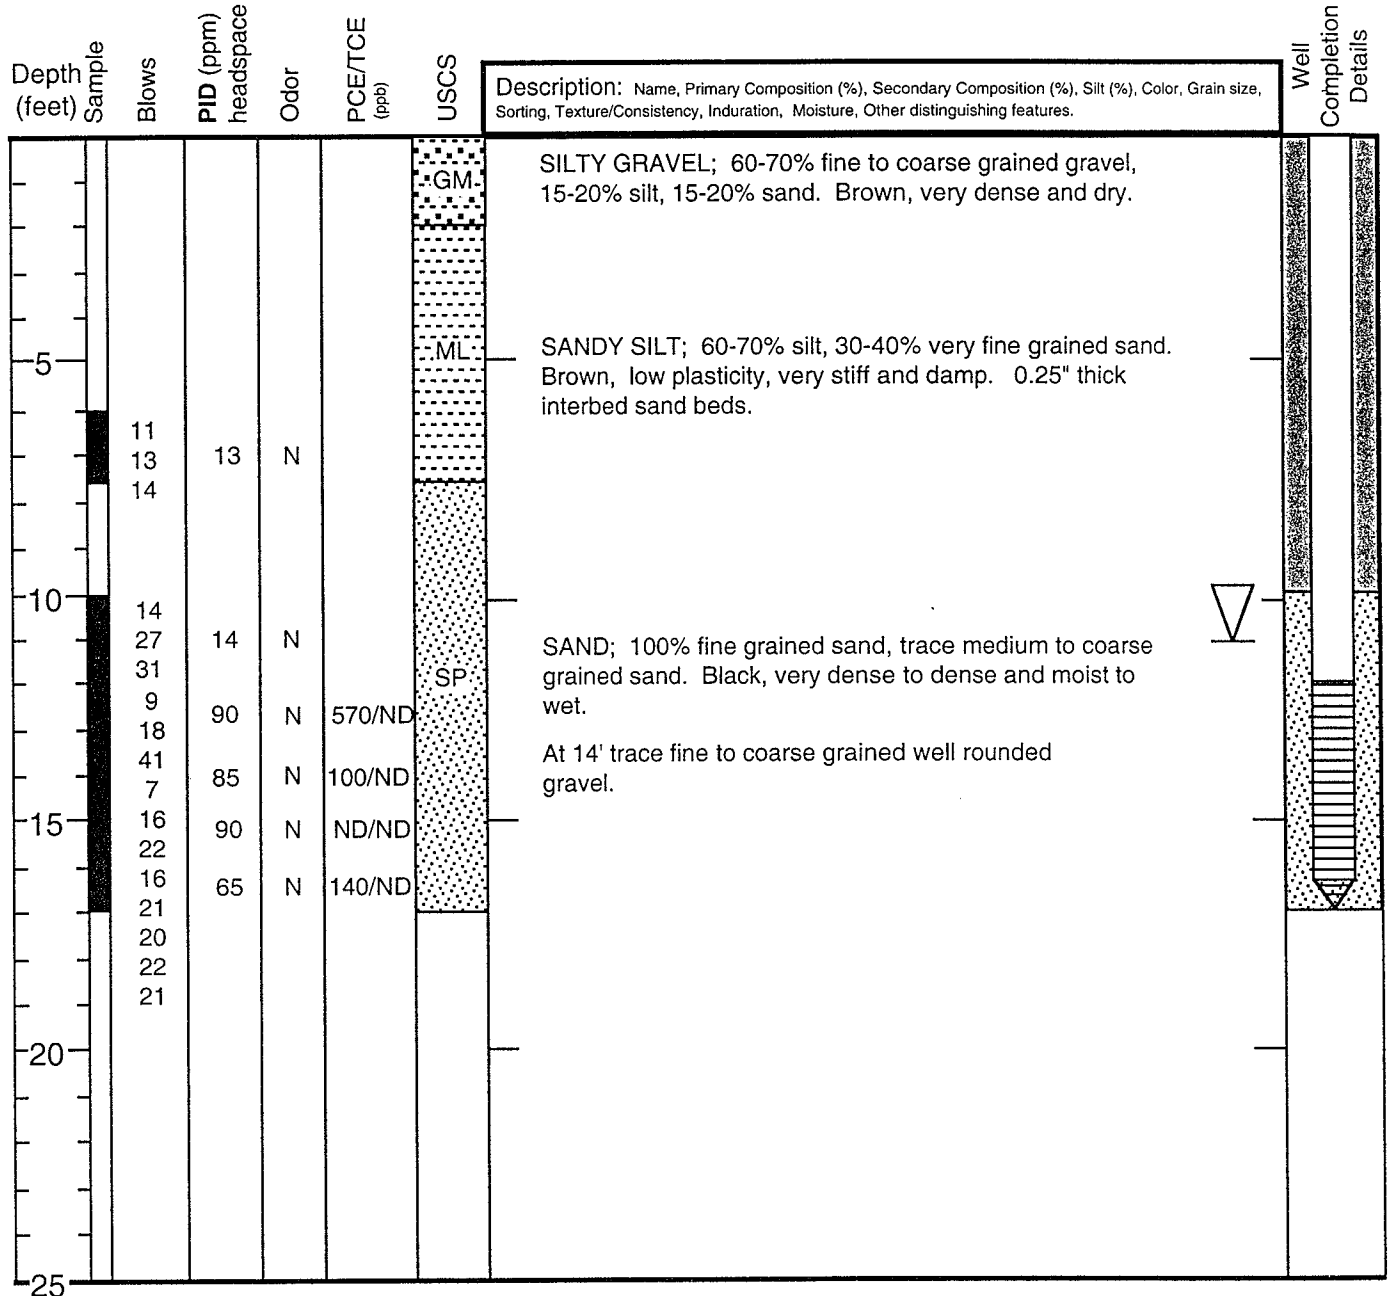 Depth
(feet)
Sample
Blows
PID (ppm)
headspace
Odor
PCE/TCE
(ppb)
USCS
Description: Name, Primary Composition (%), Secondary Composition (%), Silt (%), Color, Grain size,
Sorting, Texture/Consistency, Induration, Moisture, Other distinguishing features.
Well
Completion
Details
GM
SILTY GRAVEL; 60-70% fine to coarse grained gravel,
15-20% silt, 15-20% sand. Brown, very dense and dry.
5
ML
SANDY SILT; 60-70% silt, 30-40% very fine grained sand.
Brown, low plasticity, very stiff and damp. 0.25" thick
interbed sand beds.
11
13 13 N
14
10
14
27 14 N
31
SAND; 100% fine grained sand, trace medium to coarse
grained sand. Black, very dense to dense and moist to
wet.
SP
9
90 N 570/ND
18
41
At 14' trace fine to coarse grained well rounded
gravel.
85 N 100/ND
7
15
16
90 N ND/ND
22
16
65 N 140/ND
21
20
22
21
20
25